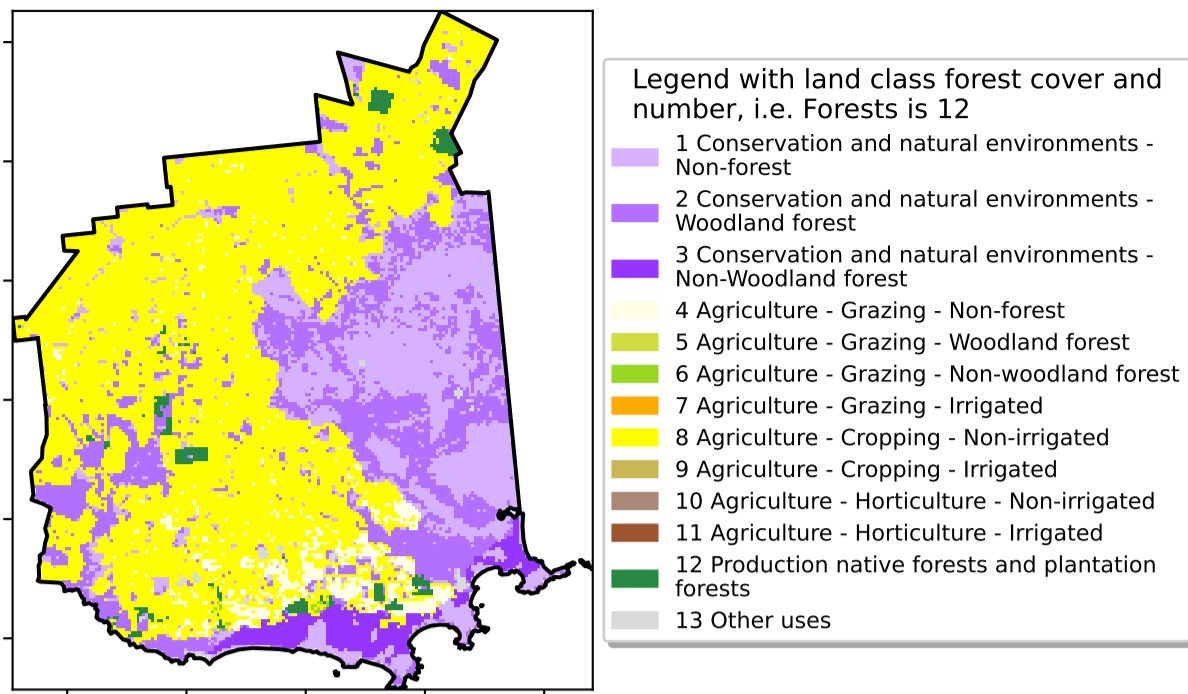 Legend with land class forest cover and
number, i.e. Forests is 12
1 Conservation and natural environments -
Non-forest
2 Conservation and natural environments -
Woodland forest
3 Conservation and natural environments -
Non-Woodland forest
4 Agriculture - Grazing - Non-forest
5 Agriculture - Grazing - Woodland forest
6 Agriculture - Grazing - Non-woodland forest
7 Agriculture - Grazing - Irrigated
8 Agriculture - Cropping - Non-irrigated
9 Agriculture - Cropping - Irrigated
10 Agriculture - Horticulture - Non-irrigated
11 Agriculture - Horticulture - Irrigated
12 Production native forests and plantation
forests
13 Other uses